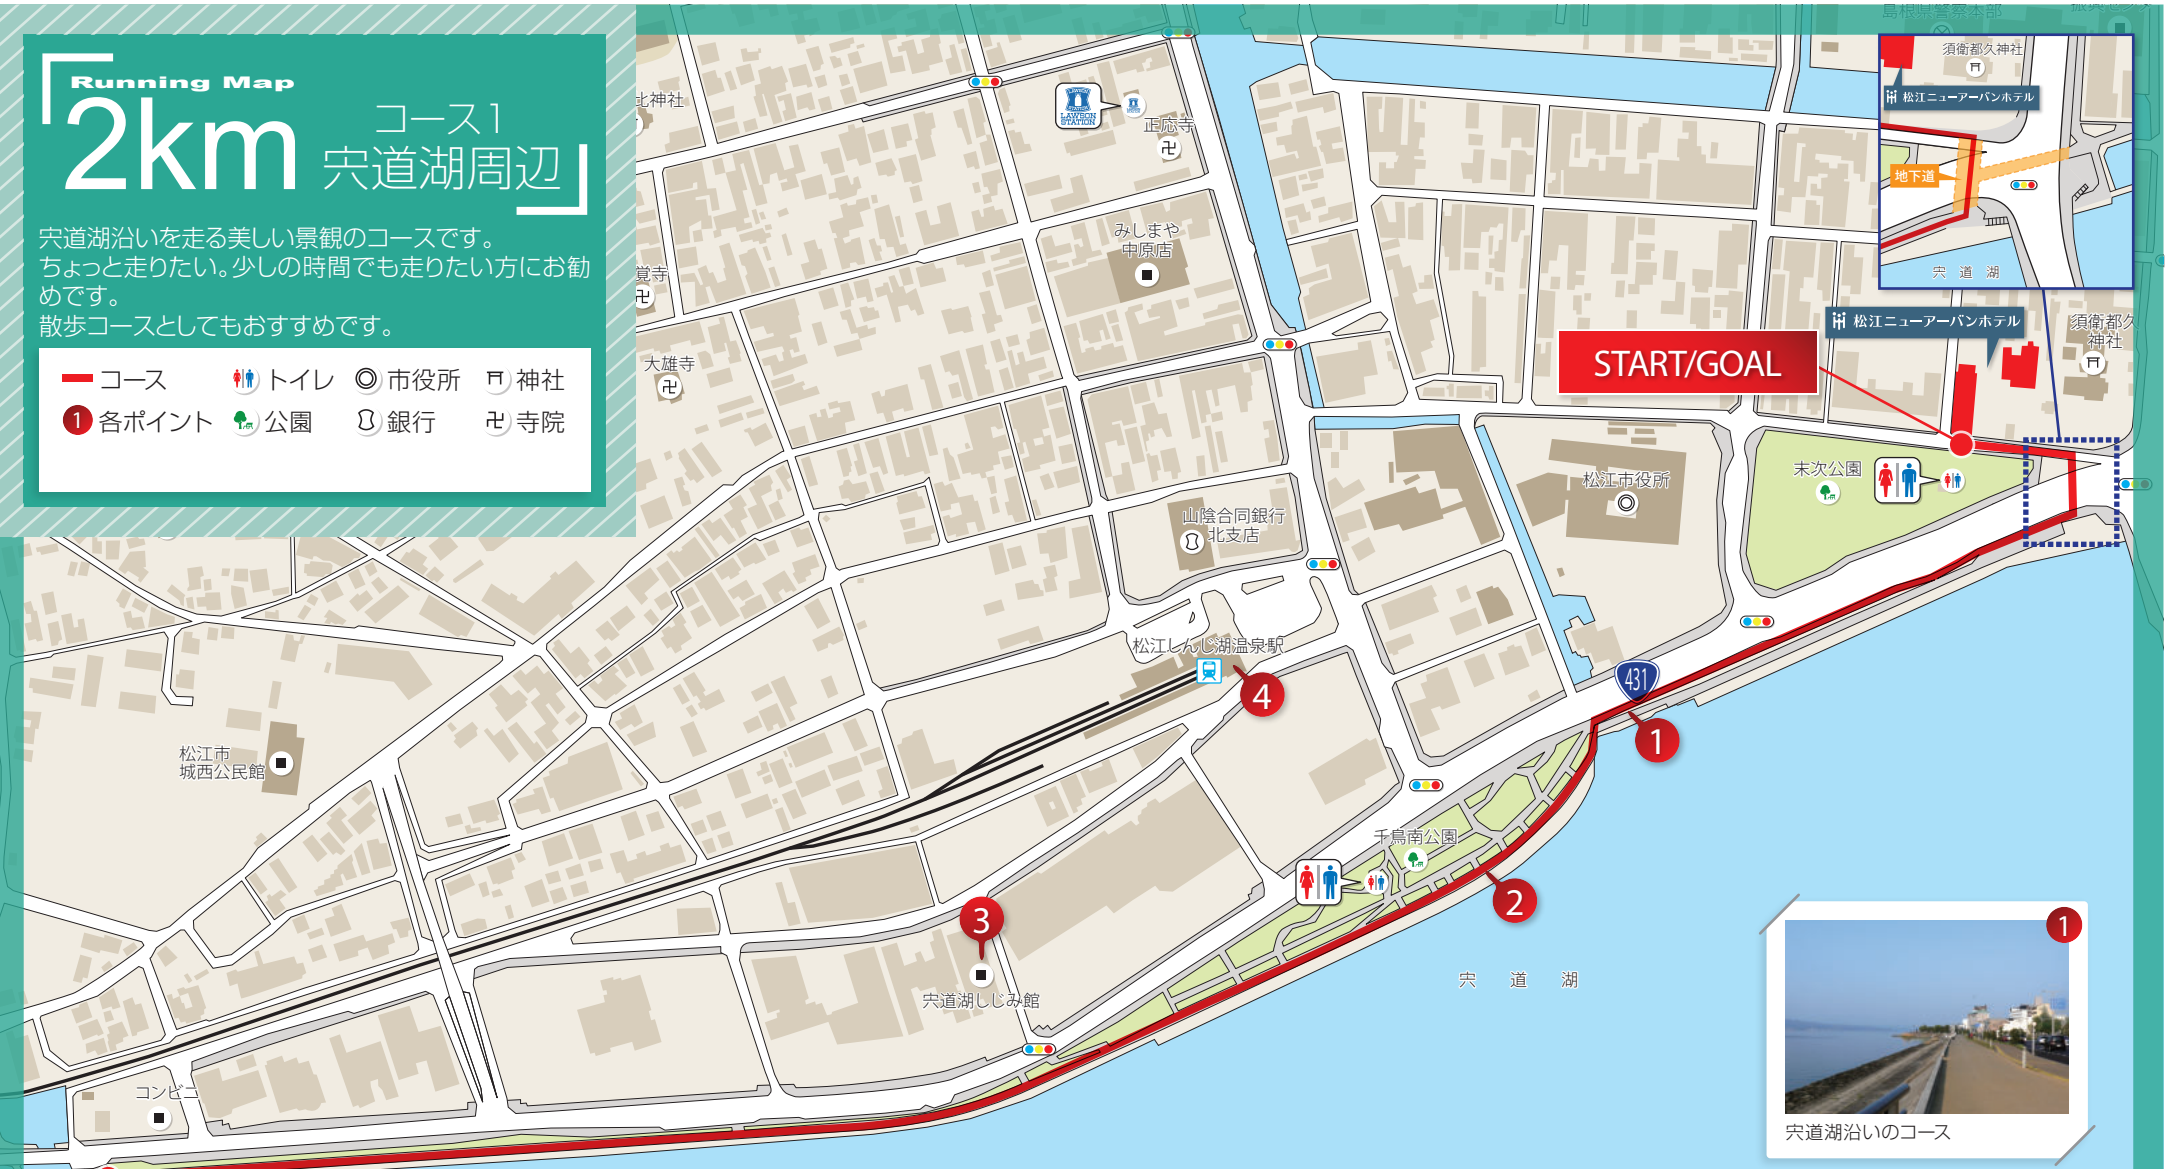 Running Map
2km
コース1
宍道湖周辺
宍道湖沿いを走る美しい景観のコースです。
ちょっと走りたい。少しの時間でも走りたい方にお勧
めです。
散歩コースとしてもおすすめです。
コース
トイレ
市役所
神社
1
各ポイント
公園
銀行
寺院
島根県警察本部
須衛都久神社
松江ニューアーバンホテル
地下道
宍道湖
比神社
LAWSON
STATION
正応寺
みしまや
中原店
覚寺
大雄寺
START/GOAL
松江ニューアーバンホテル
須衛都久
神社
末次公園
松江市役所
山陰合同銀行
北支店
松江しんじ湖温泉駅
4
431
1
松江市
城西公民館
千鳥南公園
2
3
宍道湖しじみ館
宍道湖
コンビニ
1
宍道湖沿いのコース